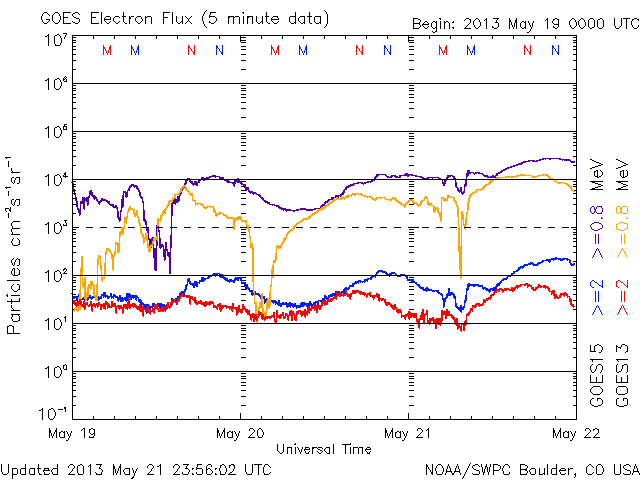 GOES Electron Flux (5 minute data)
Begin: 2013 May 19 0000 UTC
10⁷
M M N N M M N N M M N N
10⁶
10⁵
10⁴
10³
10²
10¹
10⁰
10⁻¹
Particles cm⁻²s⁻¹sr⁻¹
May 19 May 20 May 21 May 22
Universal Time
GOES15 >=2 >=0.8 MeV
GOES13 >=2 >=0.8 MeV
Updated 2013 May 21 23:56:02 UTC
NOAA/SWPC Boulder, CO USA